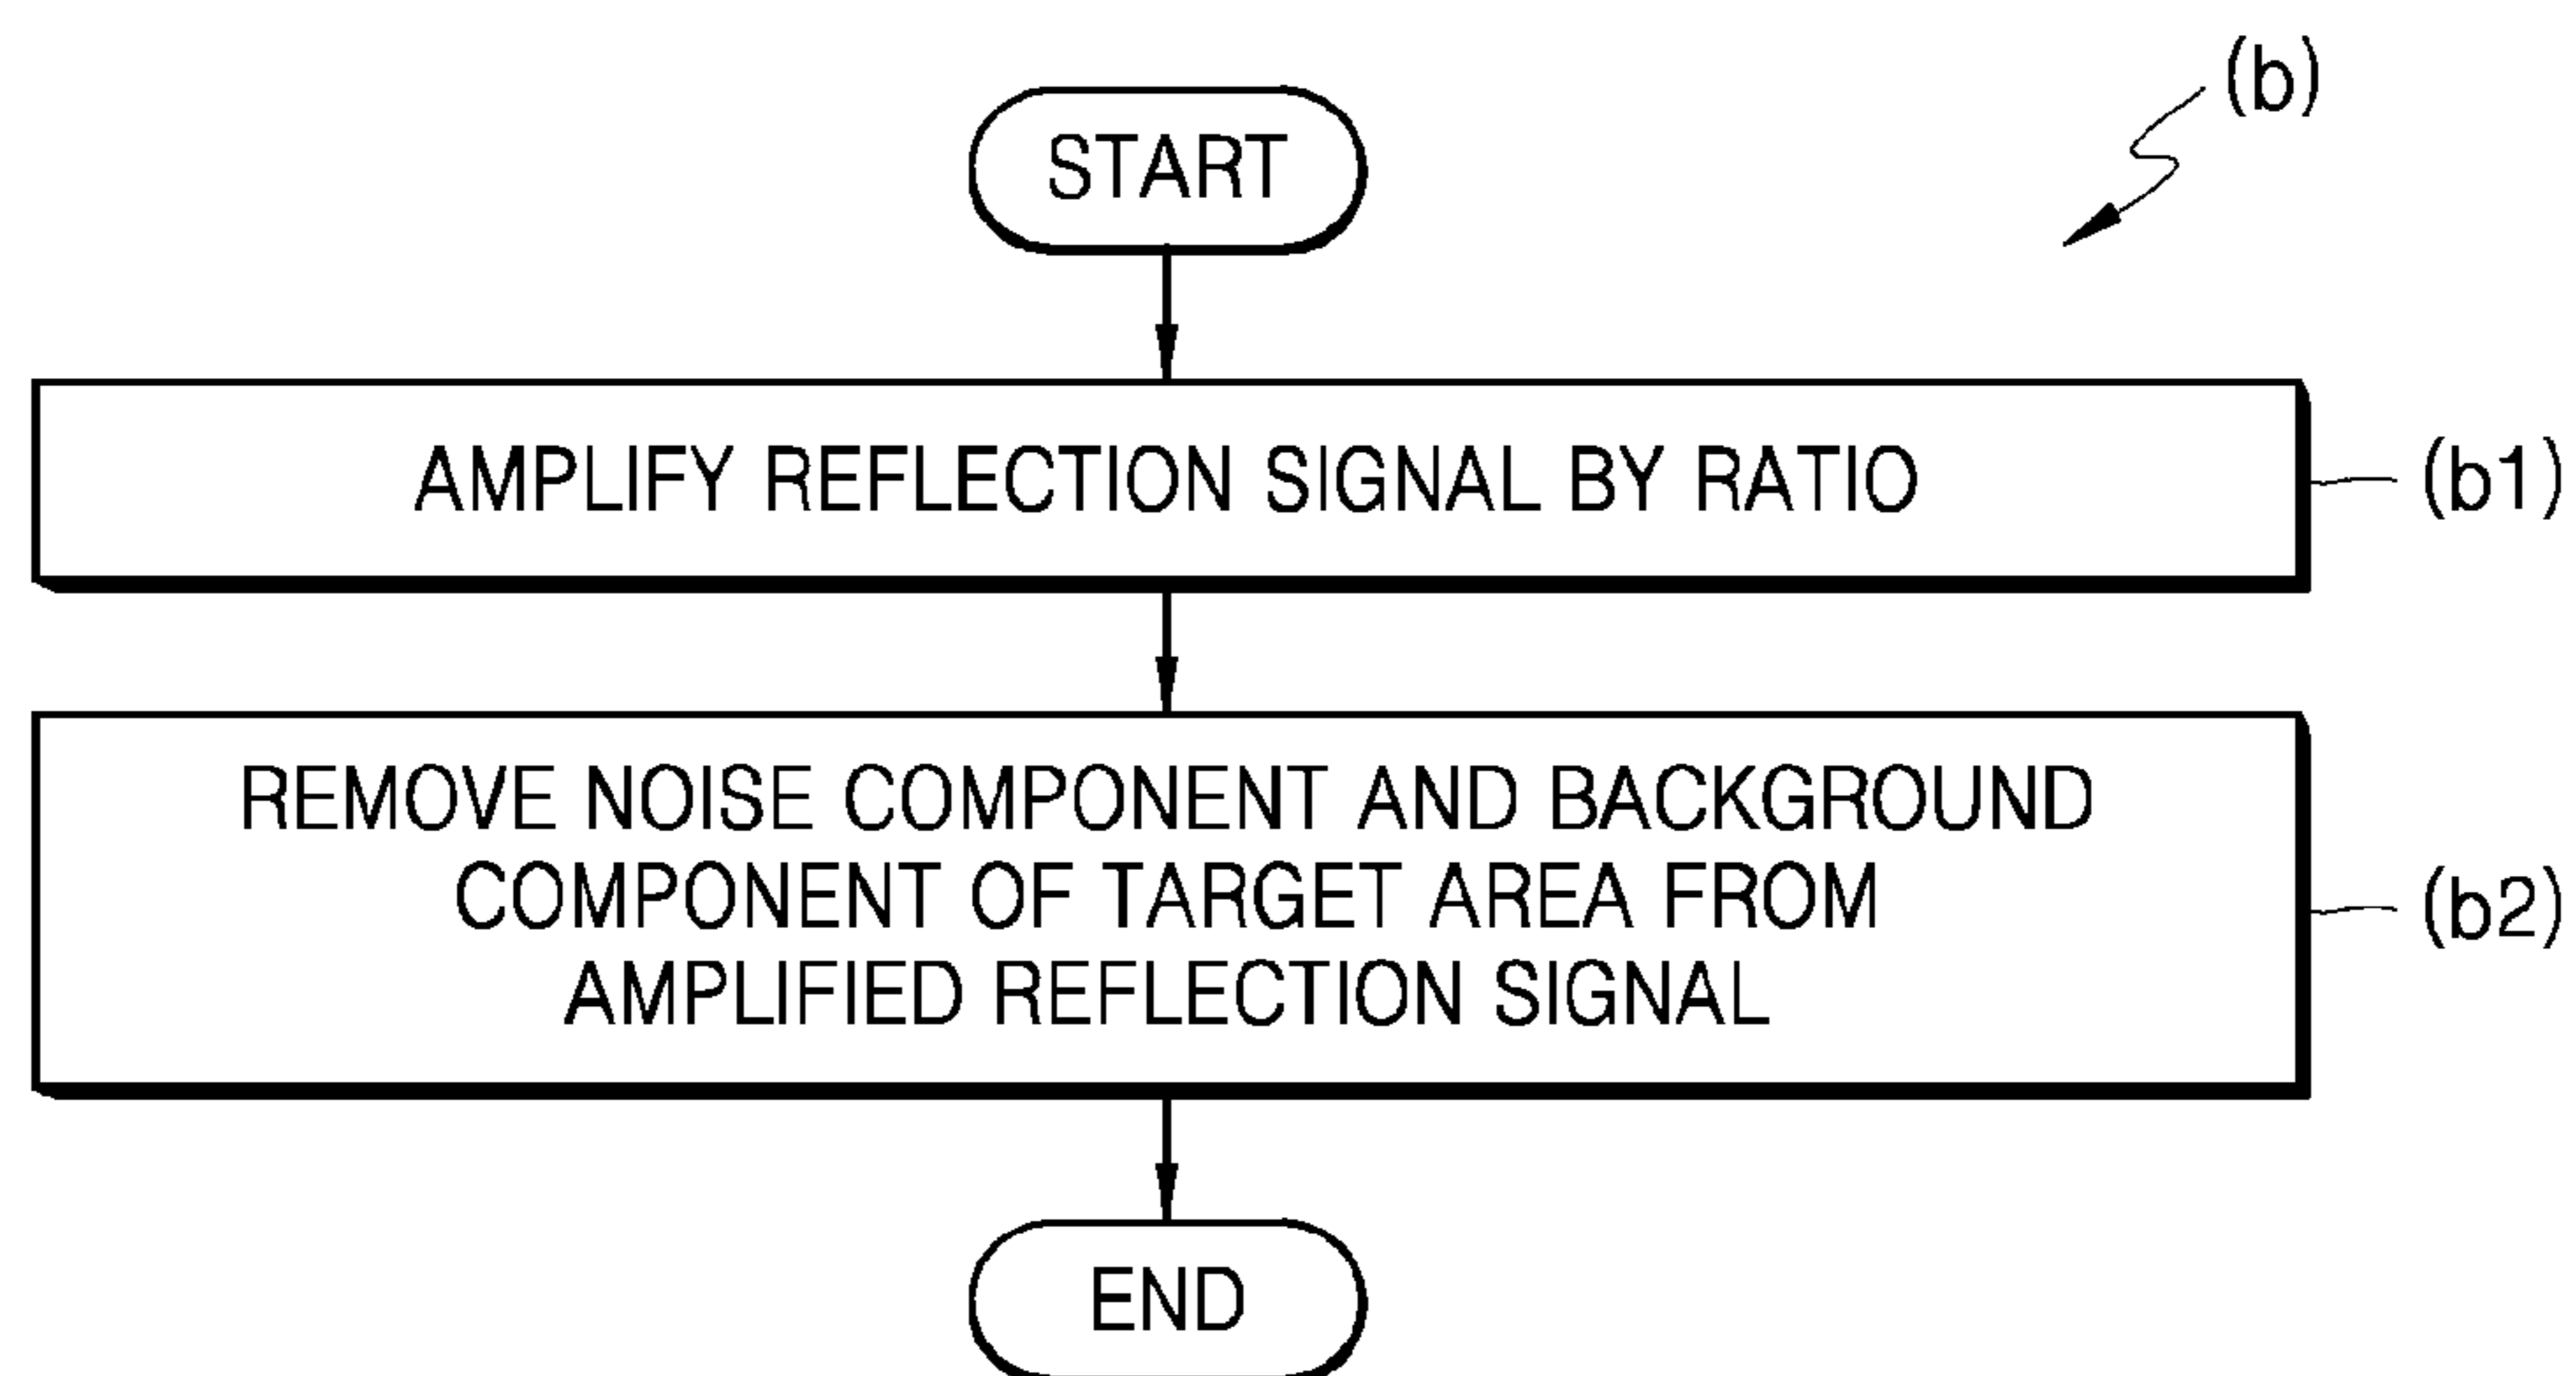 (b)
START
AMPLIFY REFLECTION SIGNAL BY RATIO
(b1)
REMOVE NOISE COMPONENT AND BACKGROUND
COMPONENT OF TARGET AREA FROM
AMPLIFIED REFLECTION SIGNAL
(b2)
END